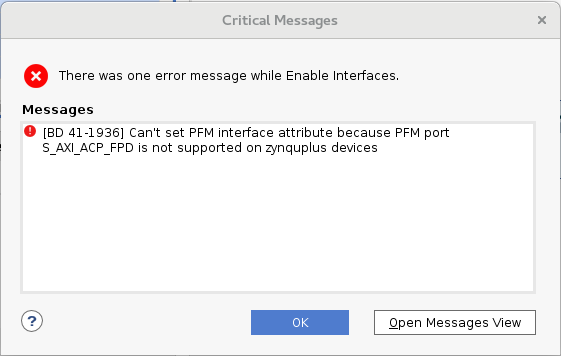 Critical Messages
There was one error message while Enable Interfaces.
Messages
[BD 41-1936] Can't set PFM interface attribute because PFM port
S_AXI_ACP_FPD is not supported on zynquplus devices
OK
Open Messages View